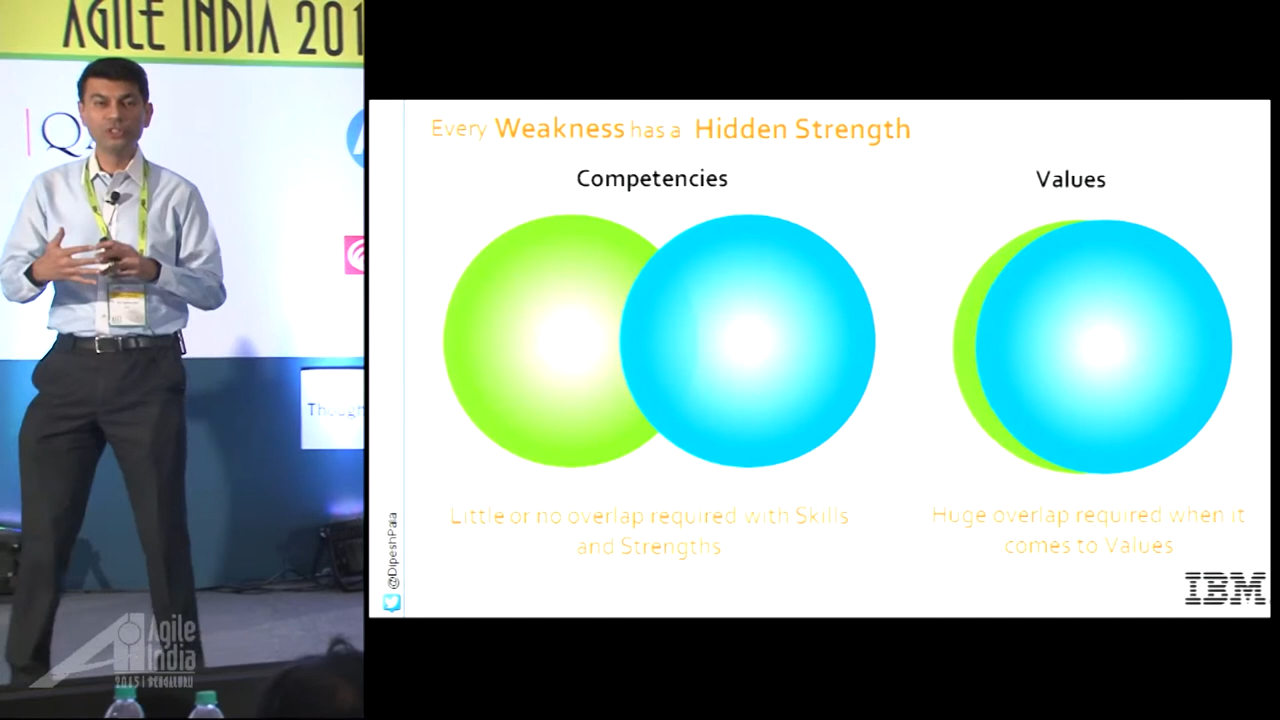 AGILE INDIA 201
Q
Every Weakness has a Hidden Strength
Competencies
Values
Little or no overlap required with Skills
and Strengths
Huge overlap required when it
comes to Values
@DipeshPala
IBM
Though
Agile
India
2015 | BENGALURU